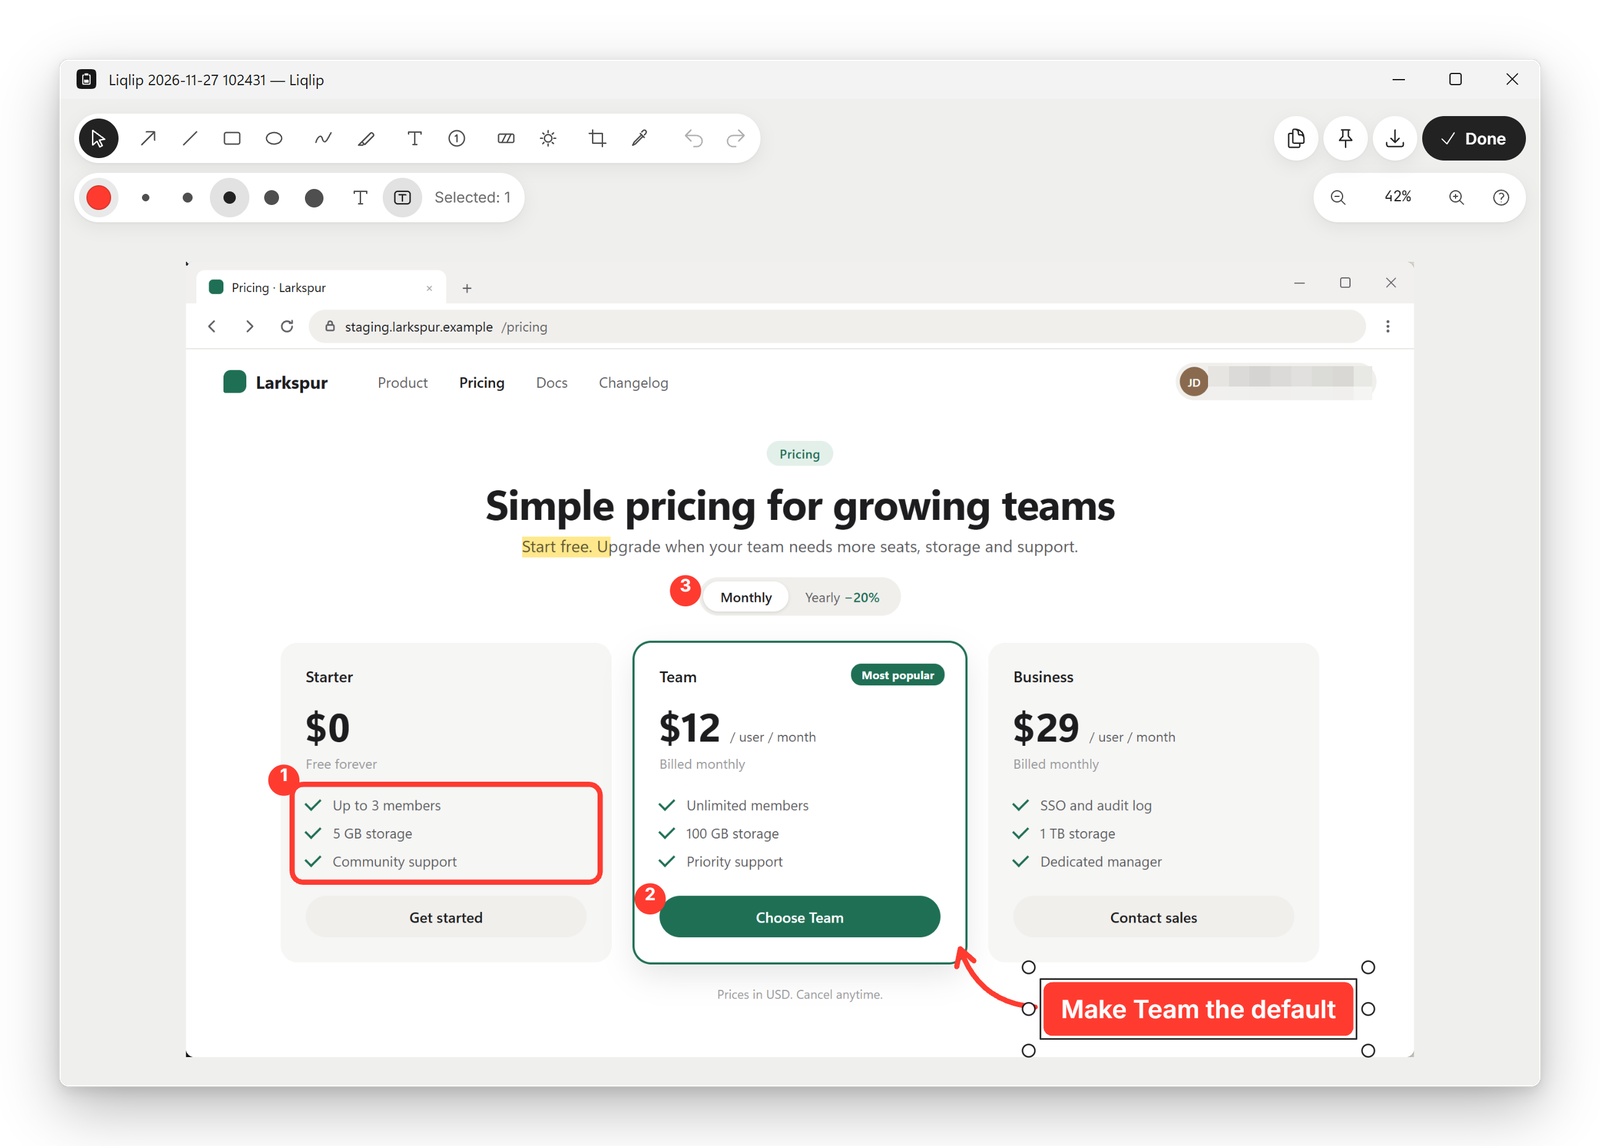 Liqlip 2026-11-27 102431 — Liqlip
T 1 Done
T T Selected: 1 42% ?
Pricing · Larkspur × +
staging.larkspur.example /pricing
Larkspur Product Pricing Docs Changelog JD
Pricing
Simple pricing for growing teams
Start free. Upgrade when your team needs more seats, storage and support.
3 Monthly Yearly −20%
Starter
$0
Free forever
1
Up to 3 members
5 GB storage
Community support
Get started
Team Most popular
$12 / user / month
Billed monthly
Unlimited members
100 GB storage
Priority support
2 Choose Team
Business
$29 / user / month
Billed monthly
SSO and audit log
1 TB storage
Dedicated manager
Contact sales
Prices in USD. Cancel anytime.
Make Team the default